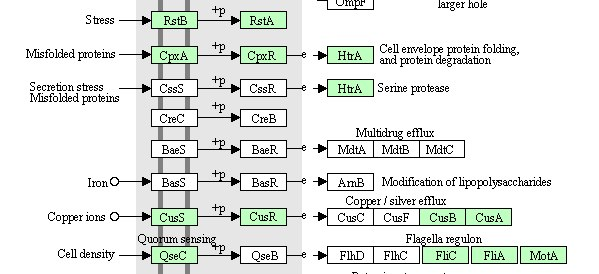 OmpF
larger hole
Stress
RstB +p RstA
Misfolded proteins
CpxA +p CpxR e HtrA
Cell envelope protein folding,
and protein degradation
Secretion stress
Misfolded proteins
CssS +p CssR e HtrA Serine protease
CreC +p CreB
Multidrug efflux
BaeS +p BaeR e MdtA MdtB MdtC
Iron BasS +p BasR e ArnB Modification of lipopolysaccharides
Copper / silver efflux
Copper ions CusS +p CusR e CusC CusF CusB CusA
Quorum sensing
Flagella regulon
Cell density QseC +p QseB e FlhD FlhC FliC FliA MotA